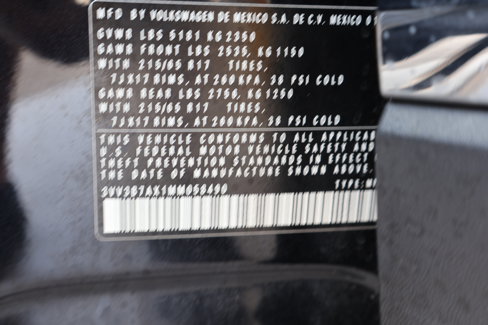 MFD BY VOLKSWAGEN DE MEXICO S.A. DE C.V. MEXICO
GVWR LBS 5181 KG 2350
GAWR FRONT LBS 2535, KG 1150
WITH 215/65 R17 TIRES,
7JX17 RIMS, AT 200 KPA, 38 PSI COLD
GAWR REAR LBS 2756, KG 1250
WITH 215/65 R17 TIRES,
7JX17 RIMS, AT 200 KPA, 38 PSI COLD
THIS VEHICLE CONFORMS TO ALL APPLICA
U.S. FEDERAL MOTOR VEHICLE SAFETY AND
THEFT PREVENTION STANDARDS IN EFFECT
THE DATE OF MANUFACTURE SHOWN ABOVE.
TYPE: